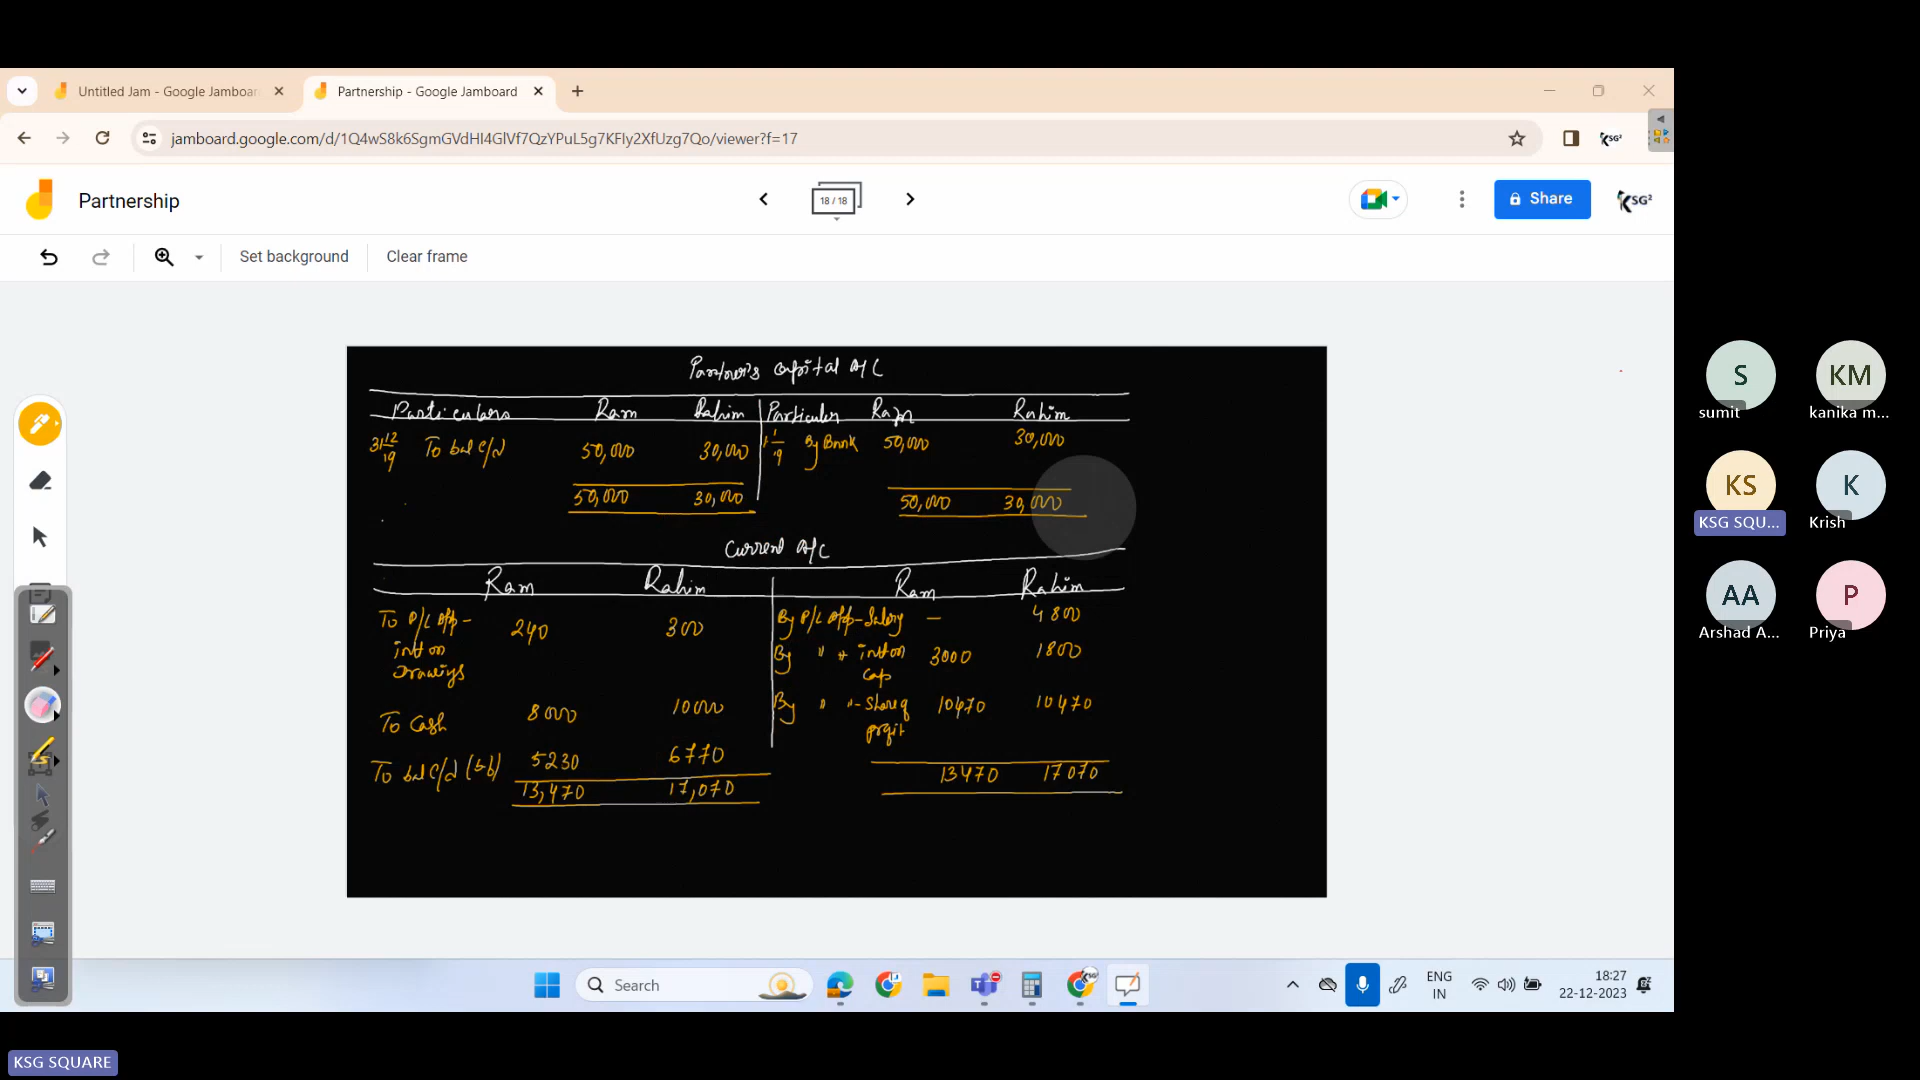 Untitled Jam - Google Jamboar
Partnership - Google Jamboard
jamboard.google.com/d/1Q4wS8k6SgmGVdHI4GlVf7QzYPuL5g7KFIy2XfUzg7Qo/viewer?f=17
KSG²
Partnership
18 / 18
Share
KSG²
Set background
Clear frame
Partner's capital A/C
Particulars Ram Rahim Particulars Ram Rahim
31/12/19 To bal c/d 50,000 30,000 1/1/19 By Bank 50,000 30,000
50,000 30,000 50,000 30,000
Current A/C
Ram Rahim Ram Rahim
To P/L App - 240 300 By P/L App - Salary — 4800
int on By " " int on 3000 1800
Drawings cap
To Cash 8000 10000 By " " - Share of 10470 10470
profit
To bal c/d (b.b) 5230 6770
13,470 17,070 13470 17070
S
sumit
KM
kanika m...
KS
KSG SQU...
K
Krish
AA
Arshad A...
P
Priya
Search
ENG
IN
18:27
22-12-2023
KSG SQUARE